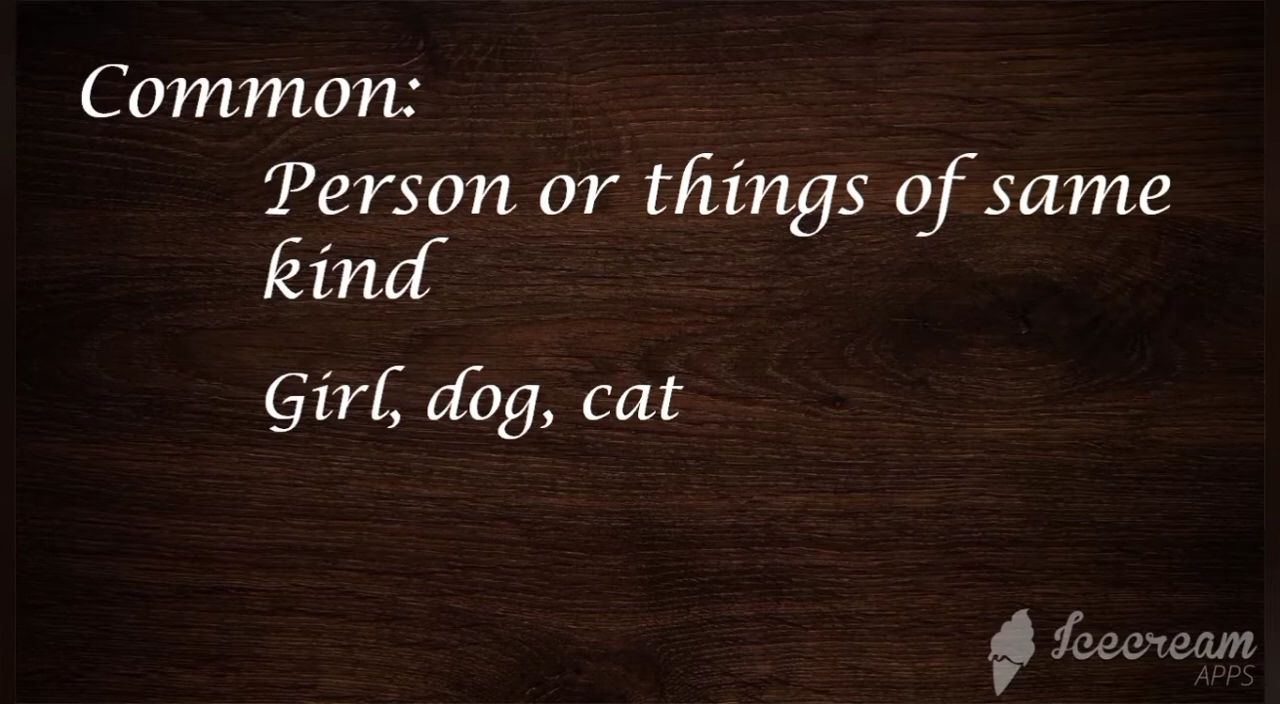 Common:
Person or things of same
kind
Girl, dog, cat
Icecream
APPS